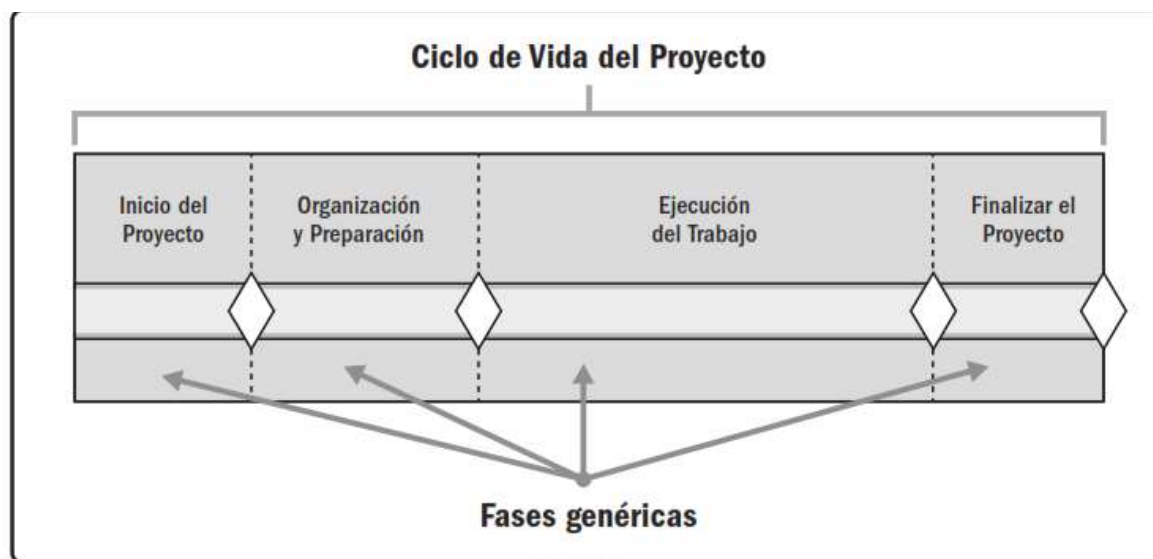 Ciclo de Vida del Proyecto
Inicio del
Proyecto
Organización
y Preparación
Ejecución
del Trabajo
Finalizar el
Proyecto
Fases genéricas